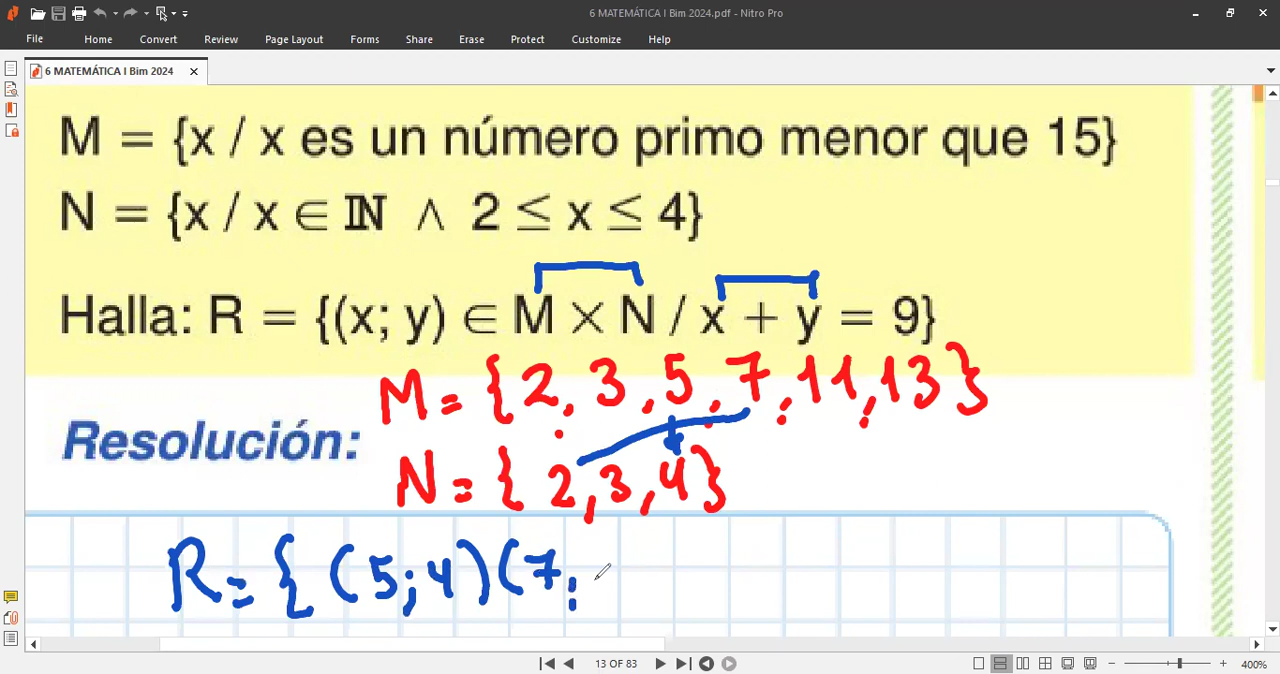 6 MATEMÁTICA I Bim 2024.pdf - Nitro Pro
File Home Convert Review Page Layout Forms Share Erase Protect Customize Help
6 MATEMÁTICA I Bim 2024
M = {x / x es un número primo menor que 15}
N = {x / x ∈ ℕ ∧ 2 ≤ x ≤ 4}
Halla: R = {(x; y) ∈ M × N / x + y = 9}
M = { 2, 3, 5, 7, 11, 13 }
Resolución:
N = { 2, 3, 4 }
R = { (5; 4) (7;
13 OF 83
400%